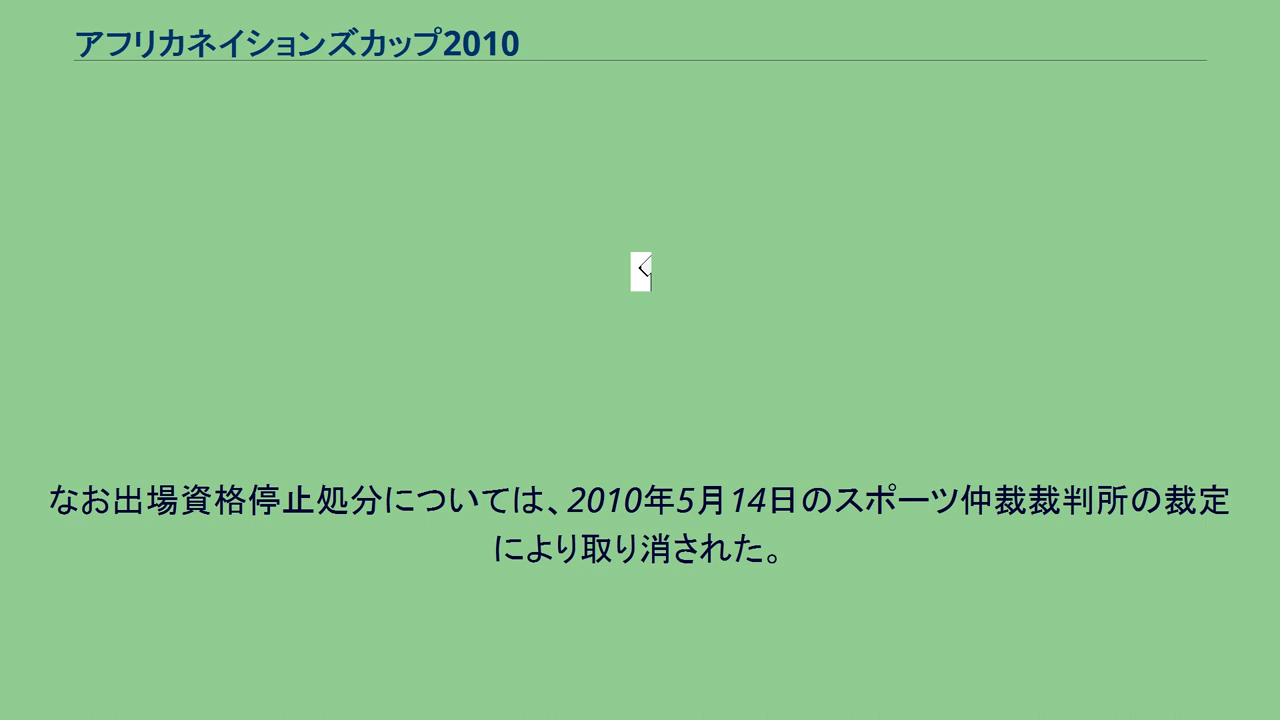 アフリカネイションズカップ2010
なお出場資格停止処分については、2010年5月14日のスポーツ仲裁裁判所の裁定
により取り消された。